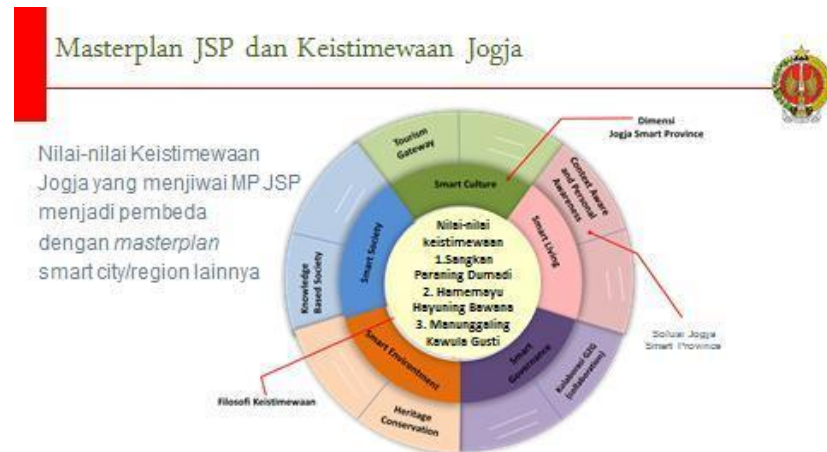 Masterplan JSP dan Keistimewaan Jogja
Nilai-nilai Keistimewaan
Jogja yang menjiwai MP JSP
menjadi pembeda
dengan masterplan
smart city/region lainnya
Dimensi
Jogja Smart Province
Tourism
Gateway
Smart Culture
Context Aware
and Personal
Awareness
Smart Living
Smart Society
Knowledge
Based Society
Nilai-nilai
keistimewaan
1.Sangkan
Paraning Dumadi
2. Hamemayu
Hayuning Bawana
3. Manunggaling
Kawula Gusti
Smart Environtment
Smart
Governance
Kolaborasi G2G
(collaboration)
Heritage
Conservation
Filosofi Keistimewaan
Solusi Jogja
Smart Province